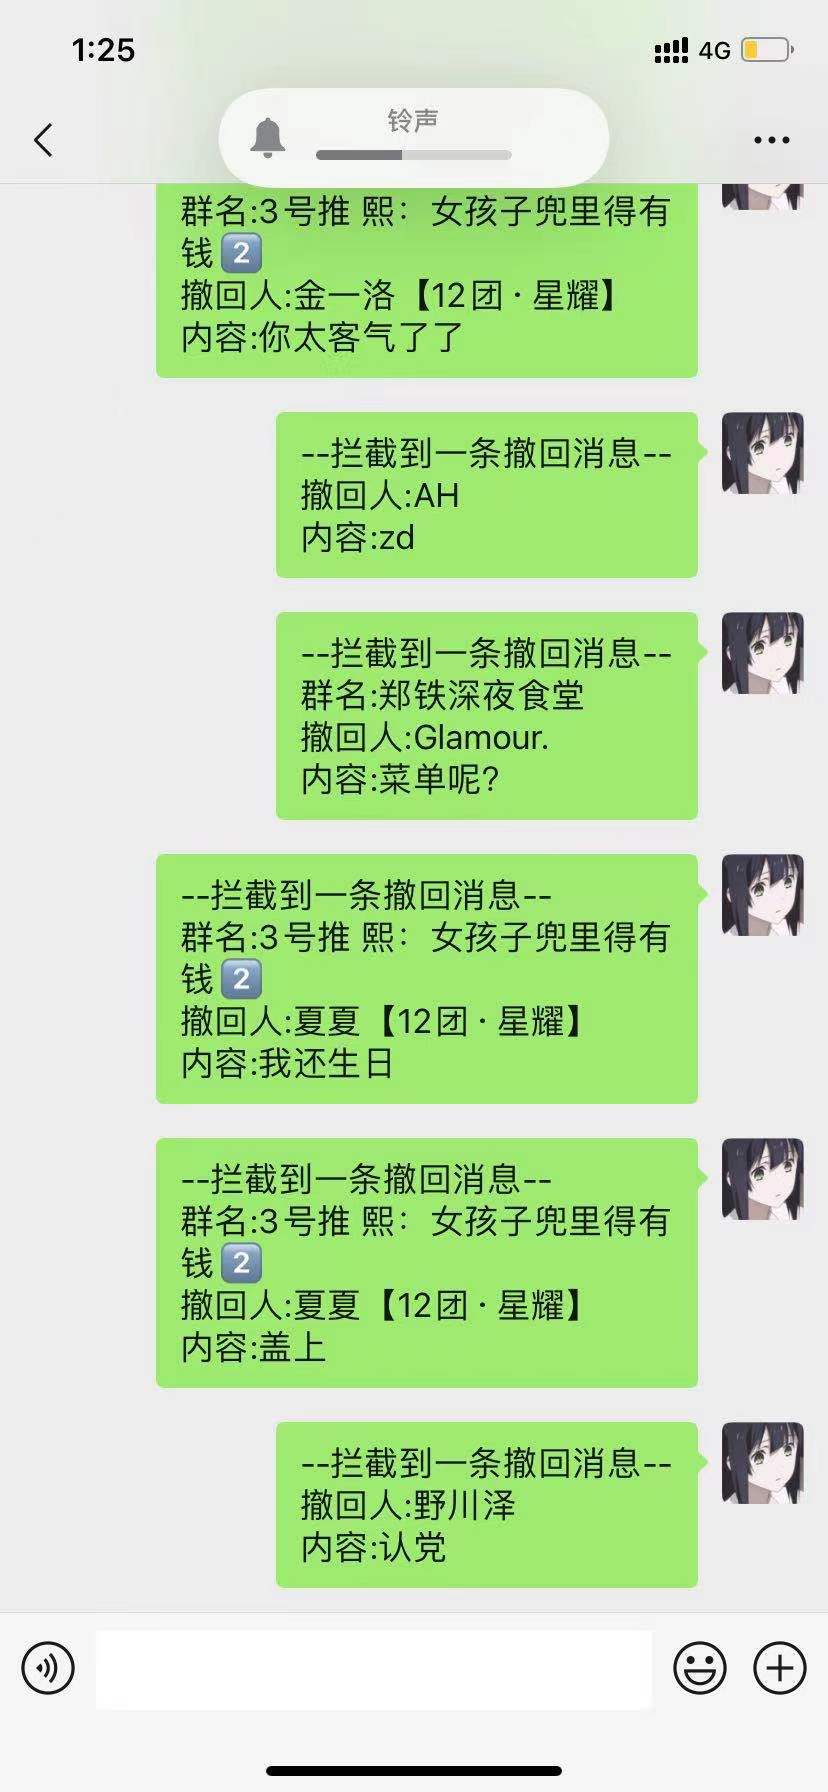 1:25
4G
铃声
群名:3号推 熙：女孩子兜里得有
钱2️⃣
撤回人:金一洛【12团·星耀】
内容:你太客气了了
--拦截到一条撤回消息--
撤回人:AH
内容:zd
--拦截到一条撤回消息--
群名:郑铁深夜食堂
撤回人:Glamour.
内容:菜单呢?
--拦截到一条撤回消息--
群名:3号推 熙：女孩子兜里得有
钱2️⃣
撤回人:夏夏【12团·星耀】
内容:我还生日
--拦截到一条撤回消息--
群名:3号推 熙：女孩子兜里得有
钱2️⃣
撤回人:夏夏【12团·星耀】
内容:盖上
--拦截到一条撤回消息--
撤回人:野川泽
内容:认党